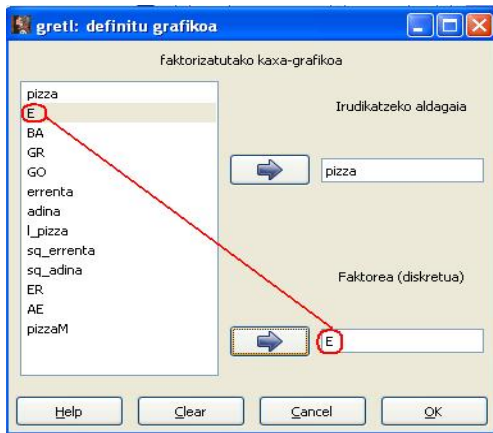 gretl: definitu grafikoa
faktorizatutako kaxa-grafikoa
pizza
E
BA
GR
GO
errenta
adina
l_pizza
sq_errenta
sq_adina
ER
AE
pizzaM
Irudikatzeko aldagaia
pizza
Faktorea (diskretua)
E
Help
Clear
Cancel
OK